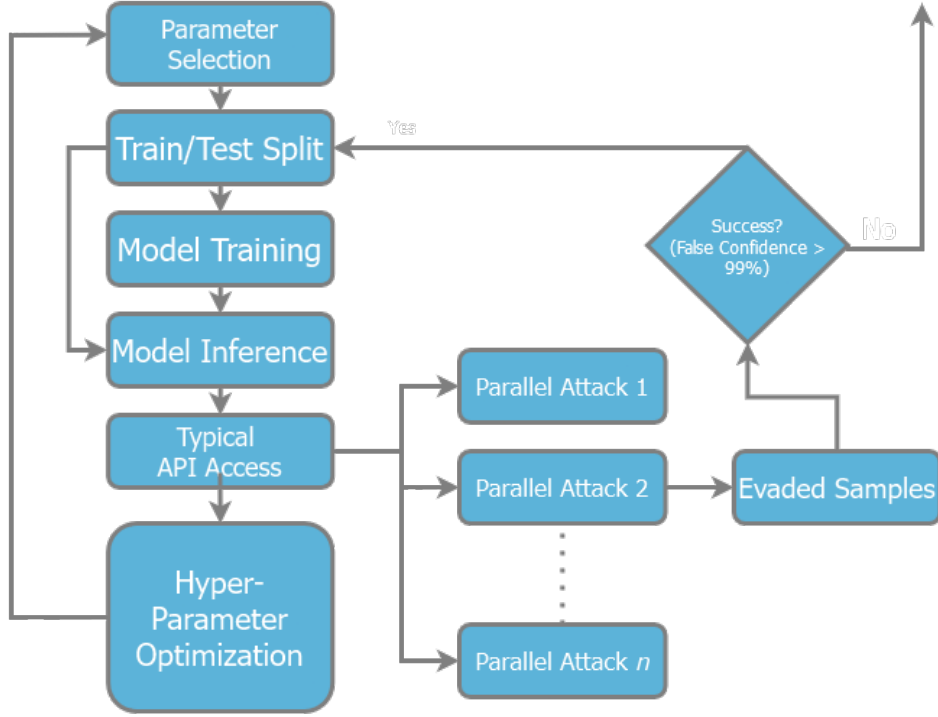 Parameter
Selection
Train/Test Split
Model Training
Model Inference
Typical
API Access
Hyper-
Parameter
Optimization
Parallel Attack 1
Parallel Attack 2
Parallel Attack n
Evaded Samples
Success?
(False Confidence >
99%)
Yes
No